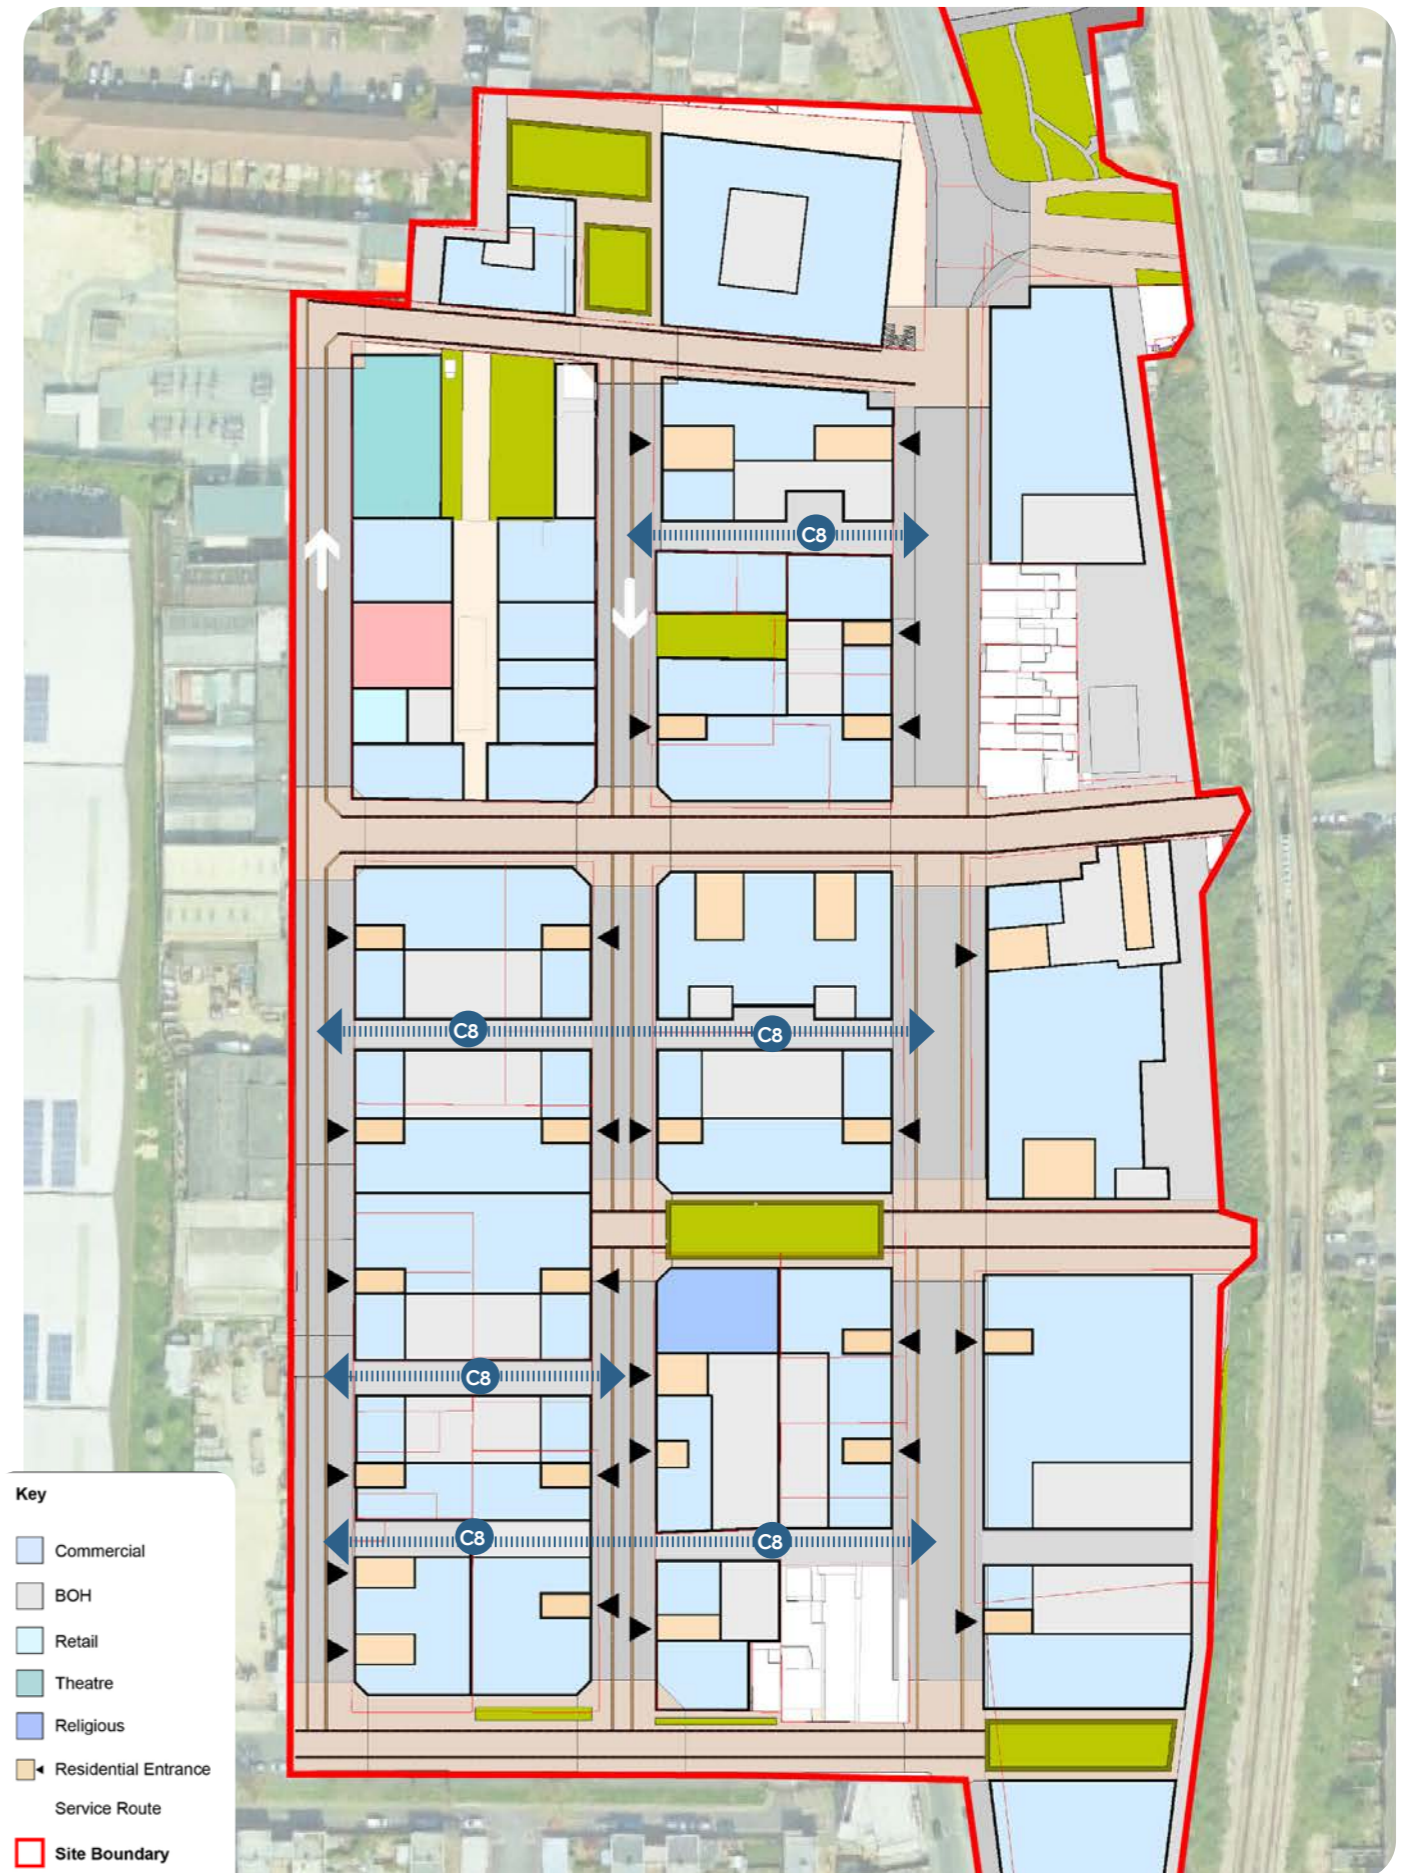 C8
C8
C8
C8
C8
C8
Key
Commercial
BOH
Retail
Theatre
Religious
Residential Entrance
Service Route
Site Boundary